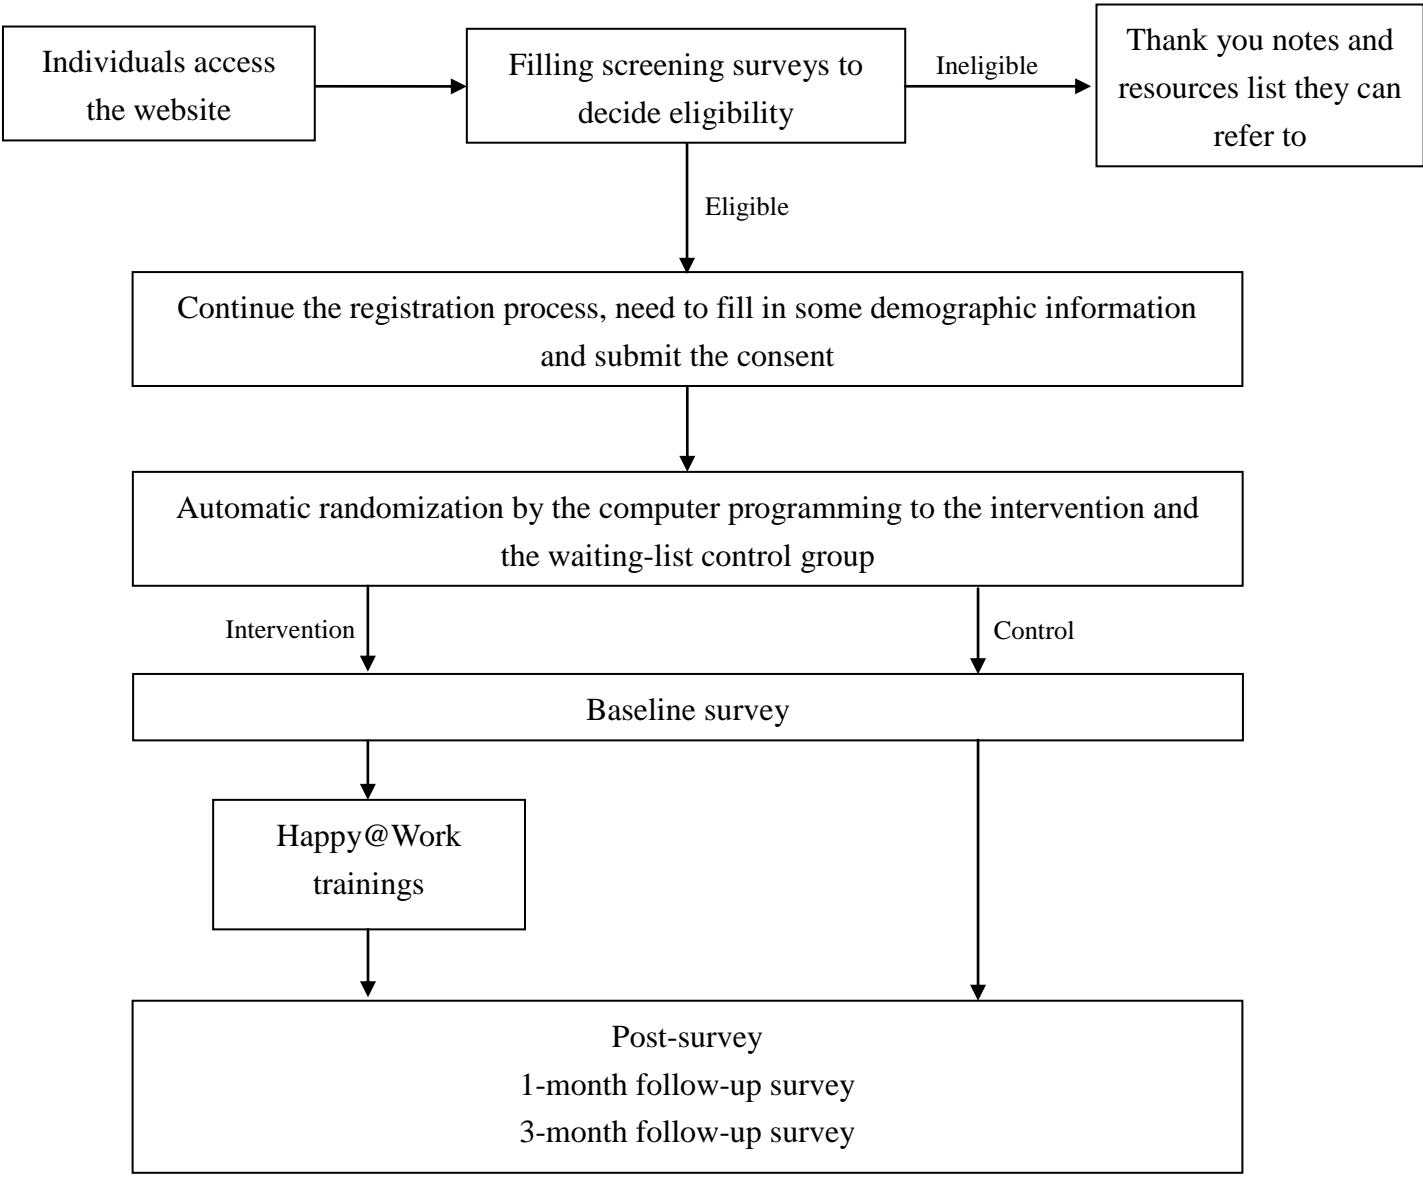 Individuals access
the website
Filling screening surveys to
decide eligibility
Ineligible
Thank you notes and
resources list they can
refer to
Eligible
Continue the registration process, need to fill in some demographic information
and submit the consent
Automatic randomization by the computer programming to the intervention and
the waiting-list control group
Intervention
Control
Baseline survey
Happy@Work
trainings
Post-survey
1-month follow-up survey
3-month follow-up survey